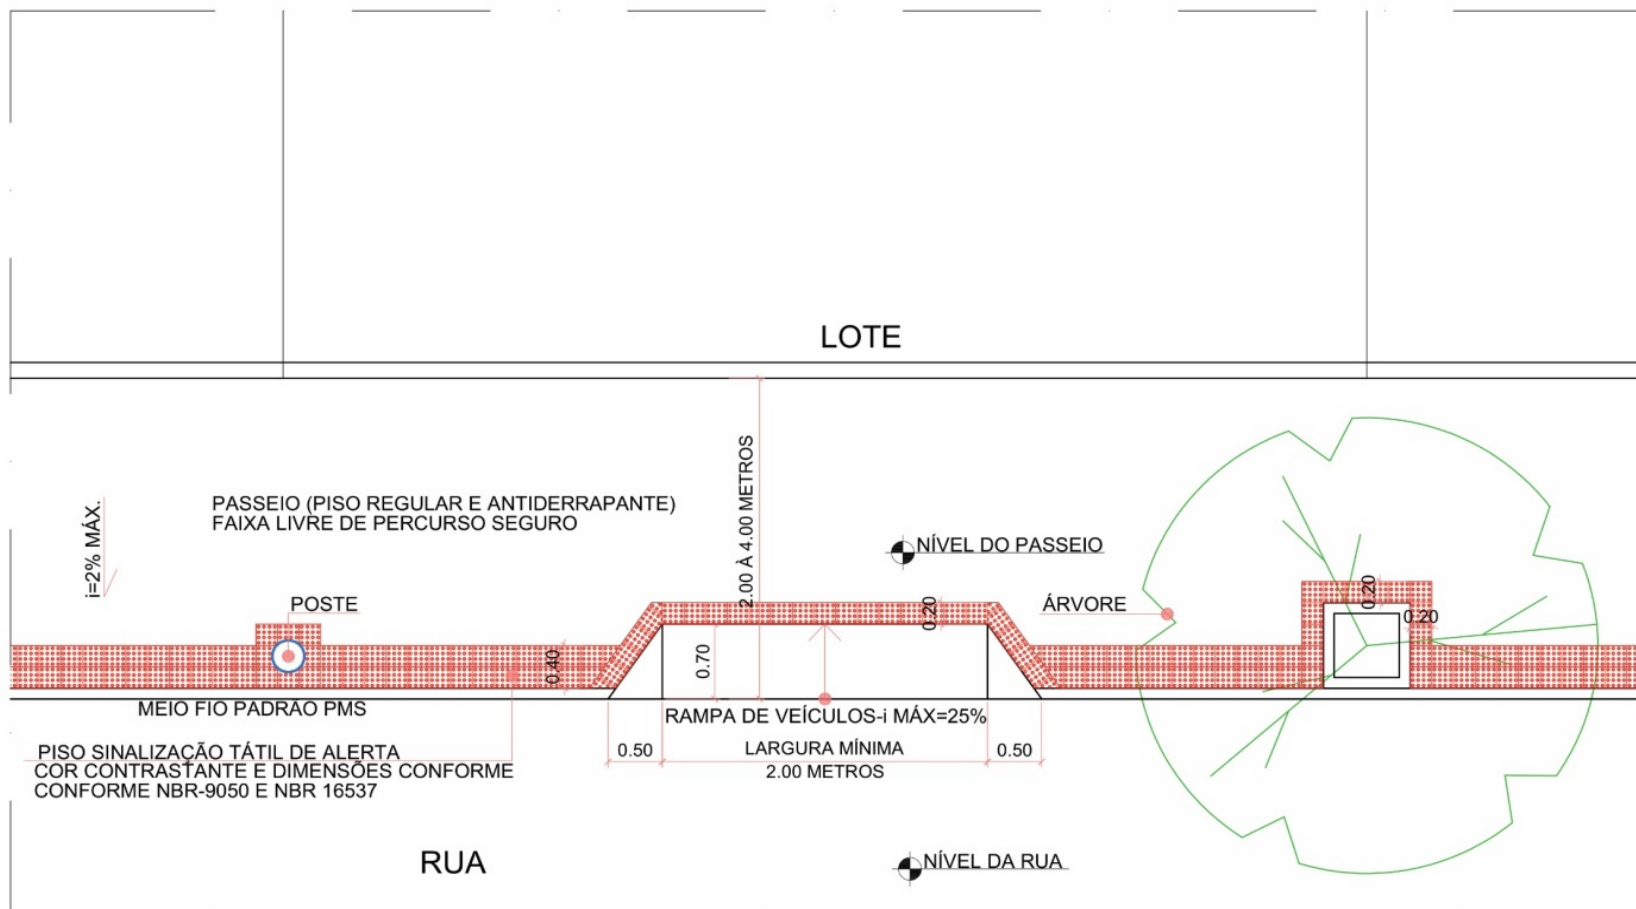 LOTE
2.00 À 4.00 METROS
PASSEIO (PISO REGULAR E ANTIDERRAPANTE)
FAIXA LIVRE DE PERCURSO SEGURO
i=2% MÁX.
NÍVEL DO PASSEIO
POSTE
ÁRVORE
0.20
0.20
0.20
0.40
0.70
MEIO FIO PADRÃO PMS
RAMPA DE VEÍCULOS-i MÁX=25%
PISO SINALIZAÇÃO TÁTIL DE ALERTA
COR CONTRASTANTE E DIMENSÕES CONFORME
CONFORME NBR-9050 E NBR 16537
0.50
LARGURA MÍNIMA
2.00 METROS
0.50
RUA
NÍVEL DA RUA